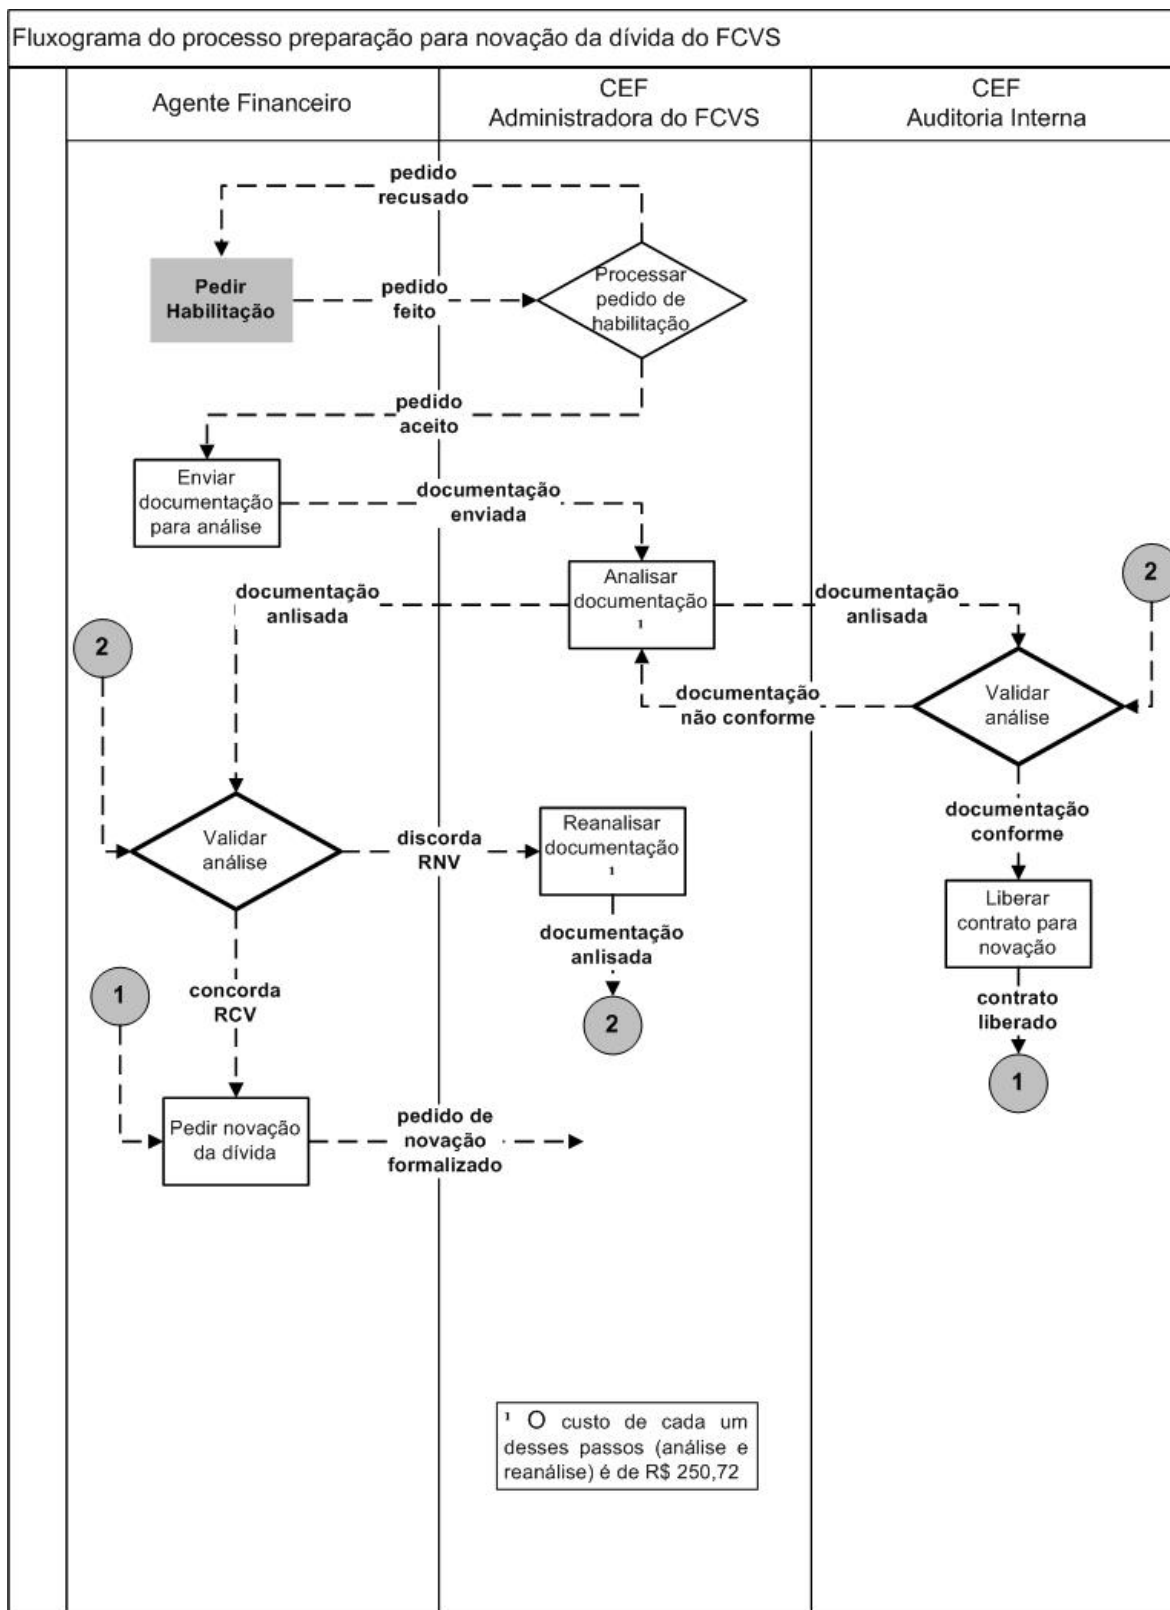 Fluxograma do processo preparação para novação da dívida do FCVS
Agente Financeiro
CEF
Administradora do FCVS
CEF
Auditoria Interna
pedido
recusado
Pedir
Habilitação
pedido
feito
Processar
pedido de
habilitação
pedido
aceito
Enviar
documentação
para análise
documentação
enviada
Analisar
documentação
¹
documentação
anlisada
documentação
anlisada
2
2
documentação
não conforme
Validar
análise
Validar
análise
discorda
RNV
Reanalisar
documentação
¹
documentação
conforme
Liberar
contrato para
novação
documentação
anlisada
concorda
RCV
1
2
contrato
liberado
1
Pedir novação
da dívida
pedido de
novação
formalizado
¹ O custo de cada um
desses passos (análise e
reanálise) é de R$ 250,72